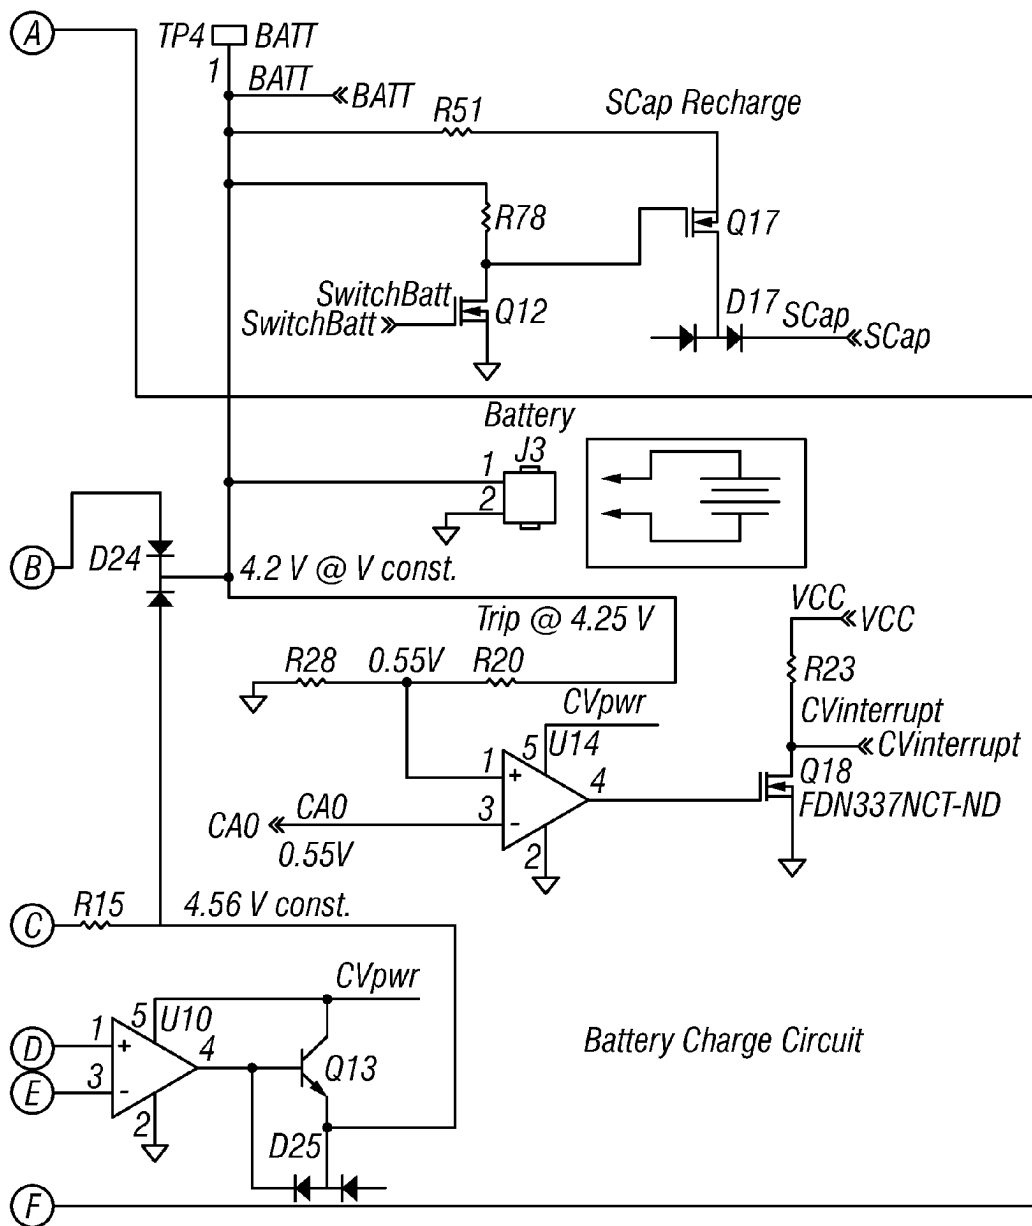 A
TP4 BATT
1
BATT
BATT
R51
SCap Recharge
R78
Q17
SwitchBatt
SwitchBatt
Q12
D17
SCap
SCap
Battery
J3
1
2
B
D24
4.2 V @ V const.
Trip @ 4.25 V
VCC
VCC
R28
0.55V
R20
R23
CVpwr
CVinterrupt
CVinterrupt
5
U14
1
+
4
Q18
FDN337NCT-ND
CA0
CA0
3
-
0.55V
2
C
R15
4.56 V const.
CVpwr
5
U10
D
1
+
4
Q13
Battery Charge Circuit
E
3
-
2
D25
F